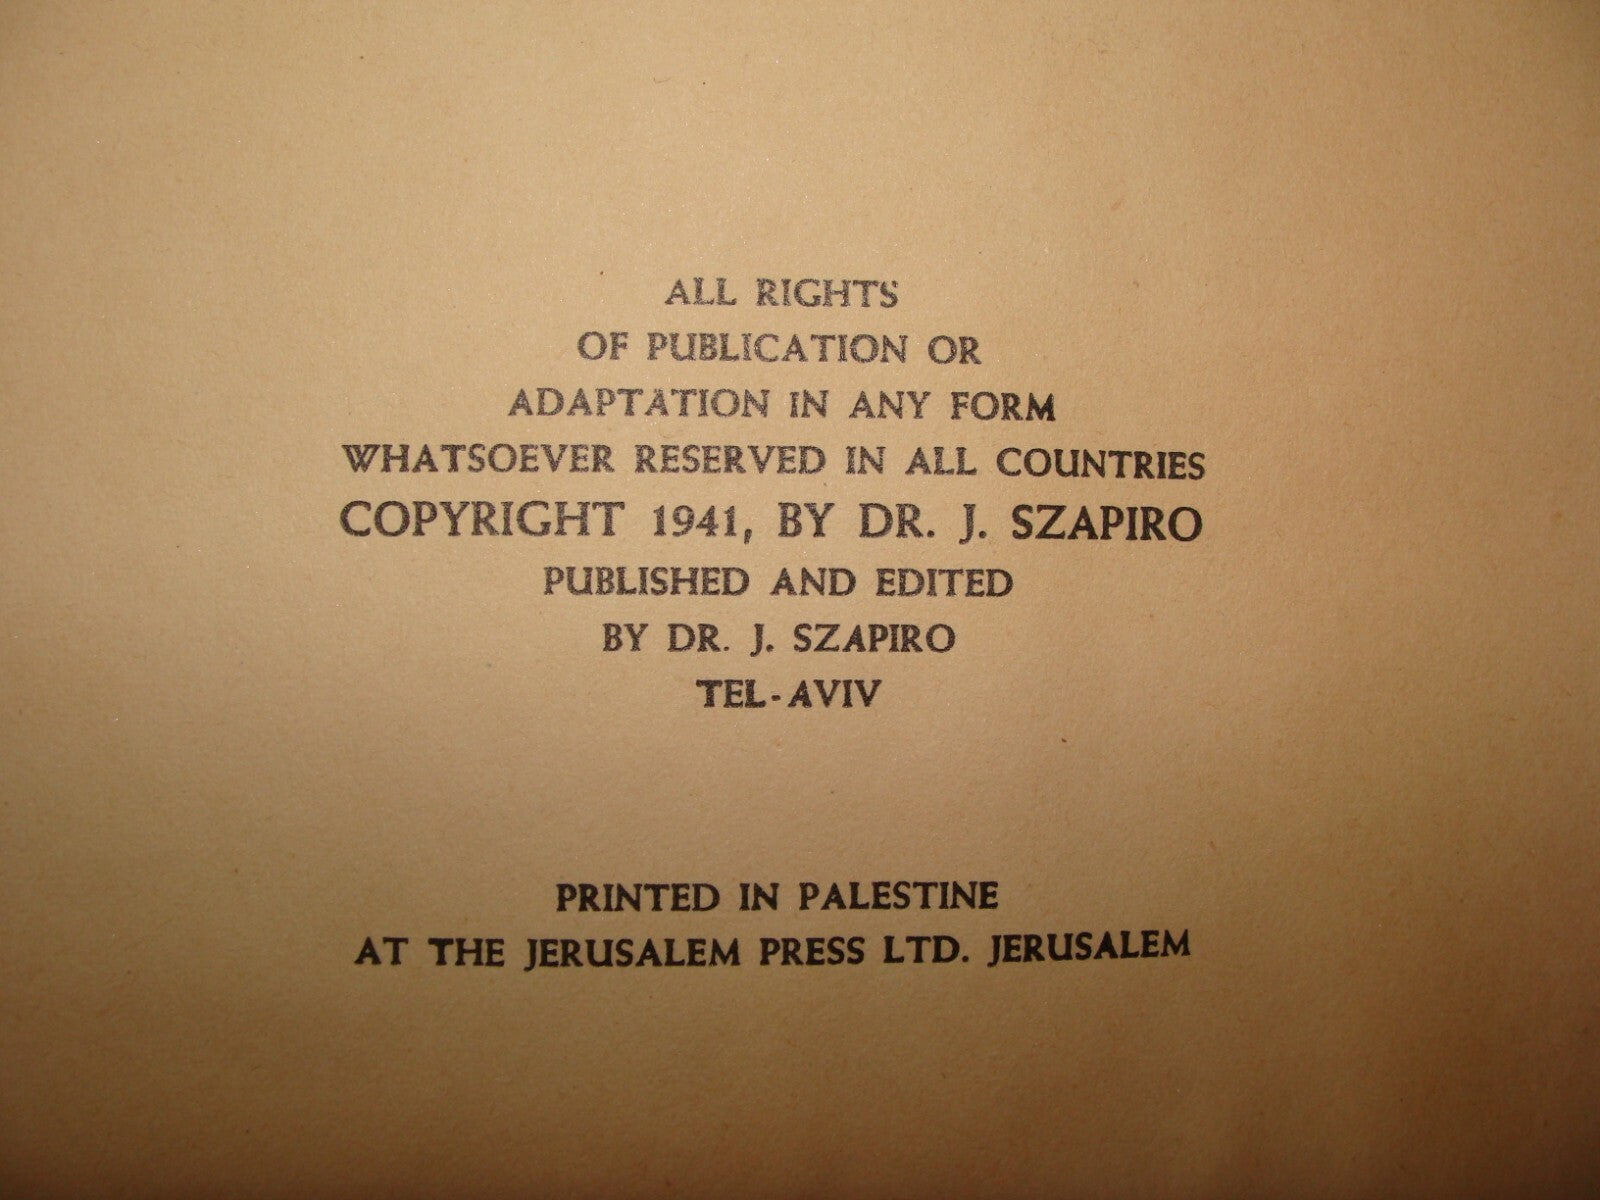 ALL RIGHTS
OF PUBLICATION OR
ADAPTATION IN ANY FORM
WHATSOEVER RESERVED IN ALL COUNTRIES
COPYRIGHT 1941, BY DR. J. SZAPIRO
PUBLISHED AND EDITED
BY DR. J. SZAPIRO
TEL-AVIV
PRINTED IN PALESTINE
AT THE JERUSALEM PRESS LTD. JERUSALEM